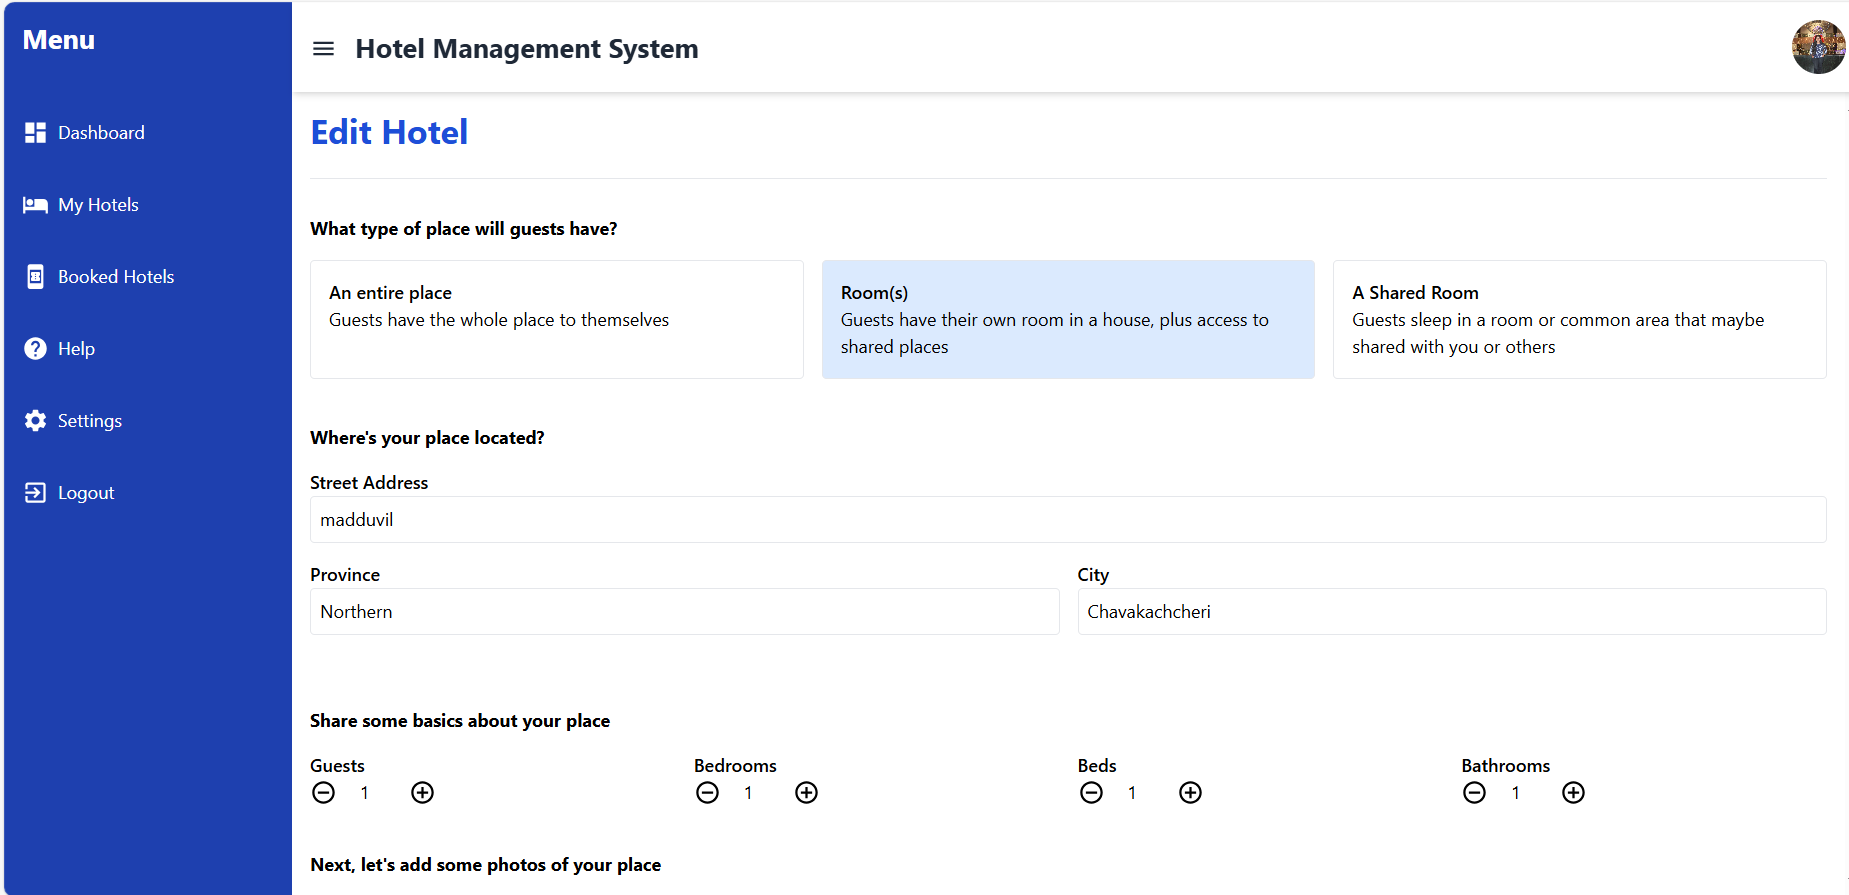 Menu
Dashboard
My Hotels
Booked Hotels
Help
Settings
Logout
Hotel Management System
Edit Hotel
What type of place will guests have?
An entire place
Guests have the whole place to themselves
Room(s)
Guests have their own room in a house, plus access to
shared places
A Shared Room
Guests sleep in a room or common area that maybe
shared with you or others
Where's your place located?
Street Address
madduvil
Province
Northern
City
Chavakachcheri
Share some basics about your place
Guests
1
Bedrooms
1
Beds
1
Bathrooms
1
Next, let's add some photos of your place